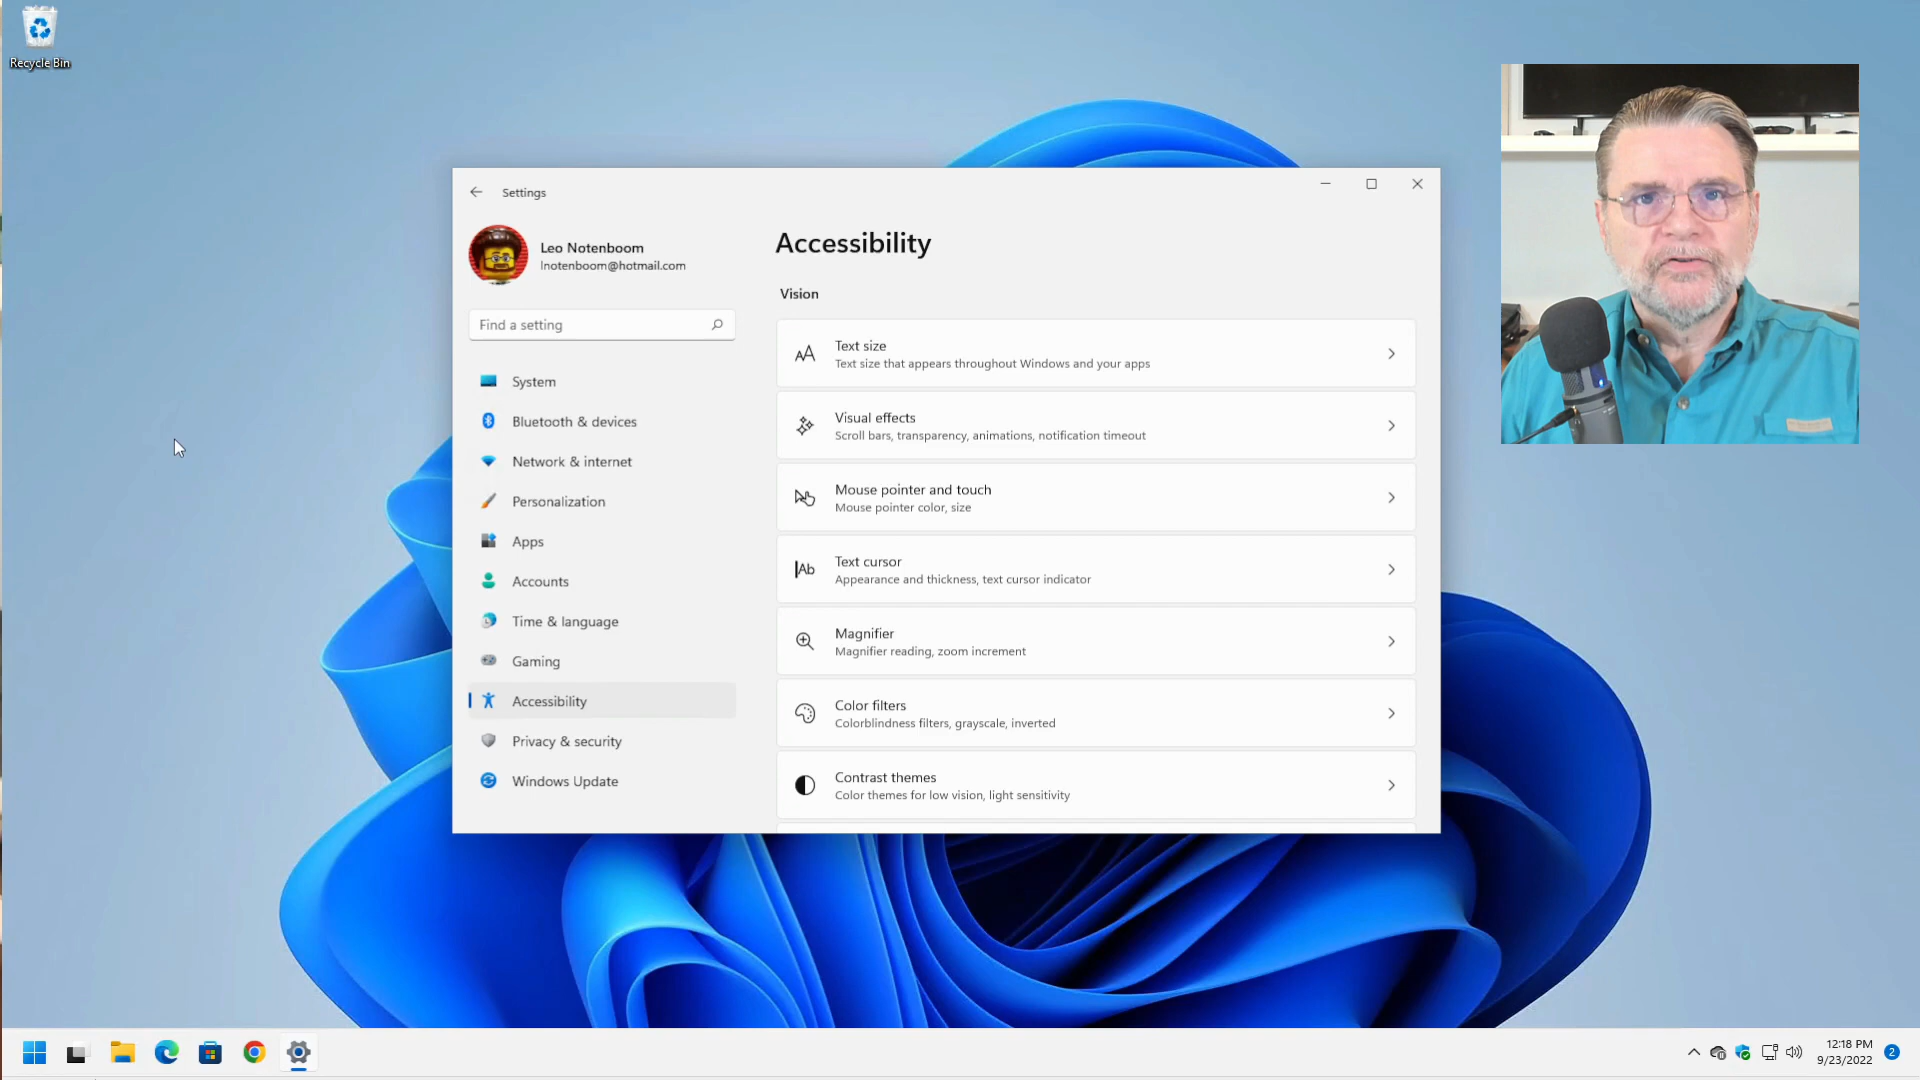 Recycle Bin
Settings
Leo Notenboom
lnotenboom@hotmail.com
Find a setting
System
Bluetooth & devices
Network & internet
Personalization
Apps
Accounts
Time & language
Gaming
Accessibility
Privacy & security
Windows Update
Accessibility
Vision
Text size
Text size that appears throughout Windows and your apps
Visual effects
Scroll bars, transparency, animations, notification timeout
Mouse pointer and touch
Mouse pointer color, size
Ab
Text cursor
Appearance and thickness, text cursor indicator
Magnifier
Magnifier reading, zoom increment
Color filters
Colorblindness filters, grayscale, inverted
Contrast themes
Color themes for low vision, light sensitivity
12:18 PM
9/23/2022
2